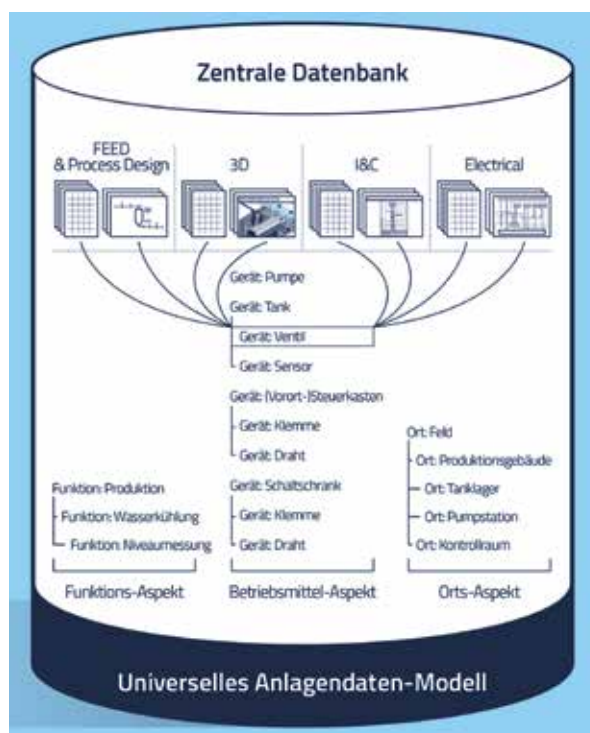 Zentrale Datenbank
FEED
& Process Design
3D
I&C
Electrical
Gerät: Pumpe
Gerät: Tank
Gerät: Ventil
Gerät: Sensor
Gerät: (Vorort-)Steuerkasten
Gerät: Klemme
Gerät: Draht
Gerät: Schaltschrank
Gerät: Klemme
Gerät: Draht
Funktion: Produktion
Funktion: Wasserkühlung
Funktion: Niveaumessung
Ort: Feld
Ort: Produktionsgebäude
Ort: Tanklager
Ort: Pumpstation
Ort: Kontrollraum
Funktions-Aspekt
Betriebsmittel-Aspekt
Orts-Aspekt
Universelles Anlagendaten-Modell